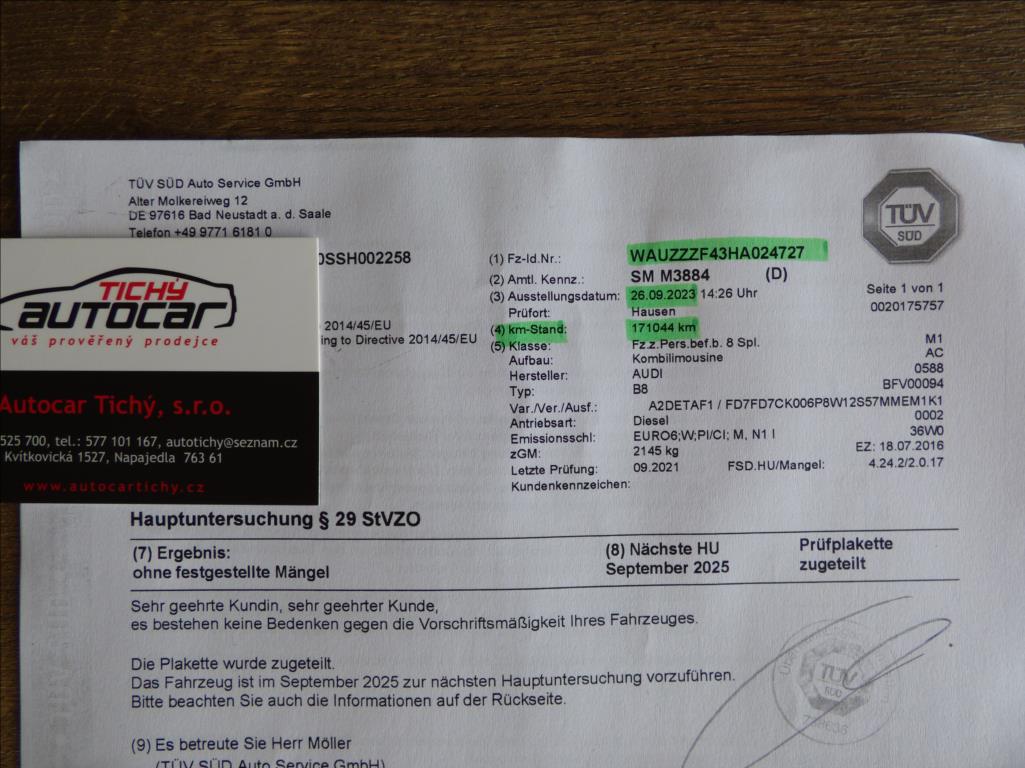 TÜV SÜD Auto Service GmbH
Alter Molkereiweg 12
DE 97616 Bad Neustadt a. d. Saale
Telefon +49 9771 6181 0
TÜV
SÜD
0SSH002258
2014/45/EU
ing to Directive 2014/45/EU
(1) Fz-Id.Nr.: WAUZZZF43HA024727
(2) Amtl. Kennz.: SM M3884 (D)
(3) Ausstellungsdatum: 26.09.2023 14:26 Uhr
Seite 1 von 1
Prüfort: Hausen
0020175757
(4) km-Stand: 171044 km
(5) Klasse: Fz.z.Pers.bef.b. 8 Spl. M1
Aufbau: Kombilimousine AC
Hersteller: AUDI 0588
Typ: B8 BFV00094
Var./Ver./Ausf.: A2DETAF1 / FD7FD7CK006P8W12S57MMEM1K1
Antriebsart: Diesel 0002
Emissionsschl: EURO6;W;PI/CI; M, N1 I 36W0
zGM: 2145 kg EZ: 18.07.2016
Letzte Prüfung: 09.2021 FSD.HU/Mangel: 4.24.2/2.0.17
Kundenkennzeichen:
TICHÝ
AUTOCAR
váš prověřený prodejce
Autocar Tichý, s.r.o.
525 700, tel.: 577 101 167, autotichy@seznam.cz
Kvítkovická 1527, Napajedla 763 61
www.autocartichy.cz
Hauptuntersuchung § 29 StVZO
(7) Ergebnis:
ohne festgestellte Mängel
(8) Nächste HU
September 2025
Prüfplakette
zugeteilt
Sehr geehrte Kundin, sehr geehrter Kunde,
es bestehen keine Bedenken gegen die Vorschriftsmäßigkeit Ihres Fahrzeuges.
Die Plakette wurde zugeteilt.
Das Fahrzeug ist im September 2025 zur nächsten Hauptuntersuchung vorzuführen.
Bitte beachten Sie auch die Informationen auf der Rückseite.
TÜV
SÜD
(9) Es betreute Sie Herr Möller
(TÜV SÜD Auto Service GmbH)